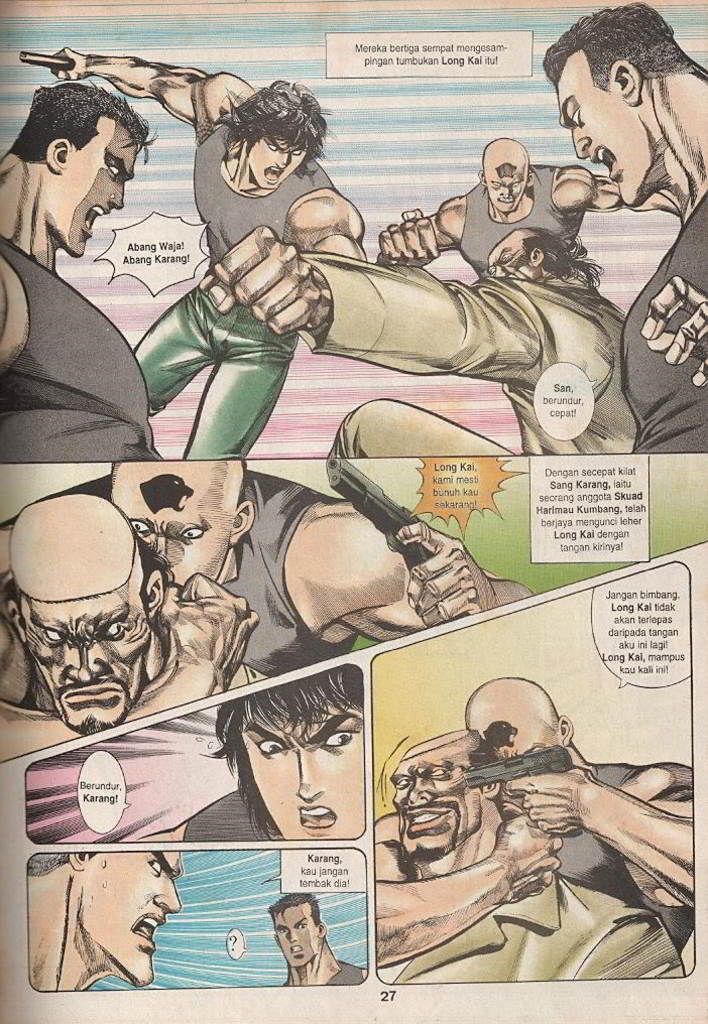 Mereka bertiga sempat mengesam-
pingan tumbukan Long Kai itu!
Abang Waja!
Abang Karang!
San,
berundur,
cepat!
Long Kai,
kami mesti
bunuh kau
sekarang!
Dengan secepat kilat
Sang Karang, iaitu
seorang anggota Skuad
Harimau Kumbang, telah
berjaya mengunci leher
Long Kai dengan
tangan kirinya!
Jangan bimbang.
Long Kai tidak
akan terlepas
daripada tangan
aku ini lagi!
Long Kai, mampus
kau kali ini!
Berundur,
Karang!
Karang,
kau jangan
tembak dia!
?
27